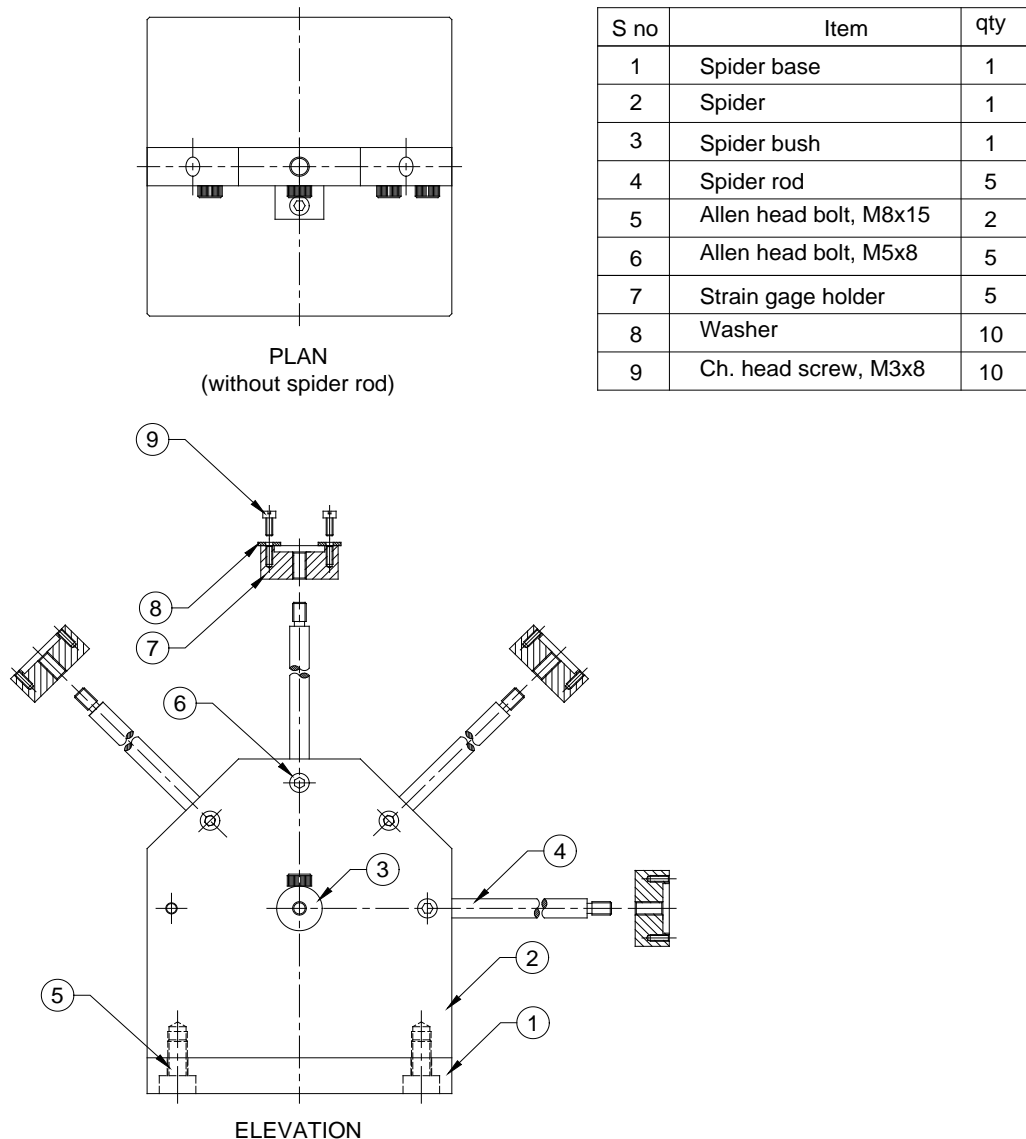 S no Item qty
1 Spider base 1
2 Spider 1
3 Spider bush 1
4 Spider rod 5
5 Allen head bolt, M8x15 2
6 Allen head bolt, M5x8 5
7 Strain gage holder 5
8 Washer 10
9 Ch. head screw, M3x8 10
PLAN
(without spider rod)
9
8
7
6
3
4
2
5
1
ELEVATION